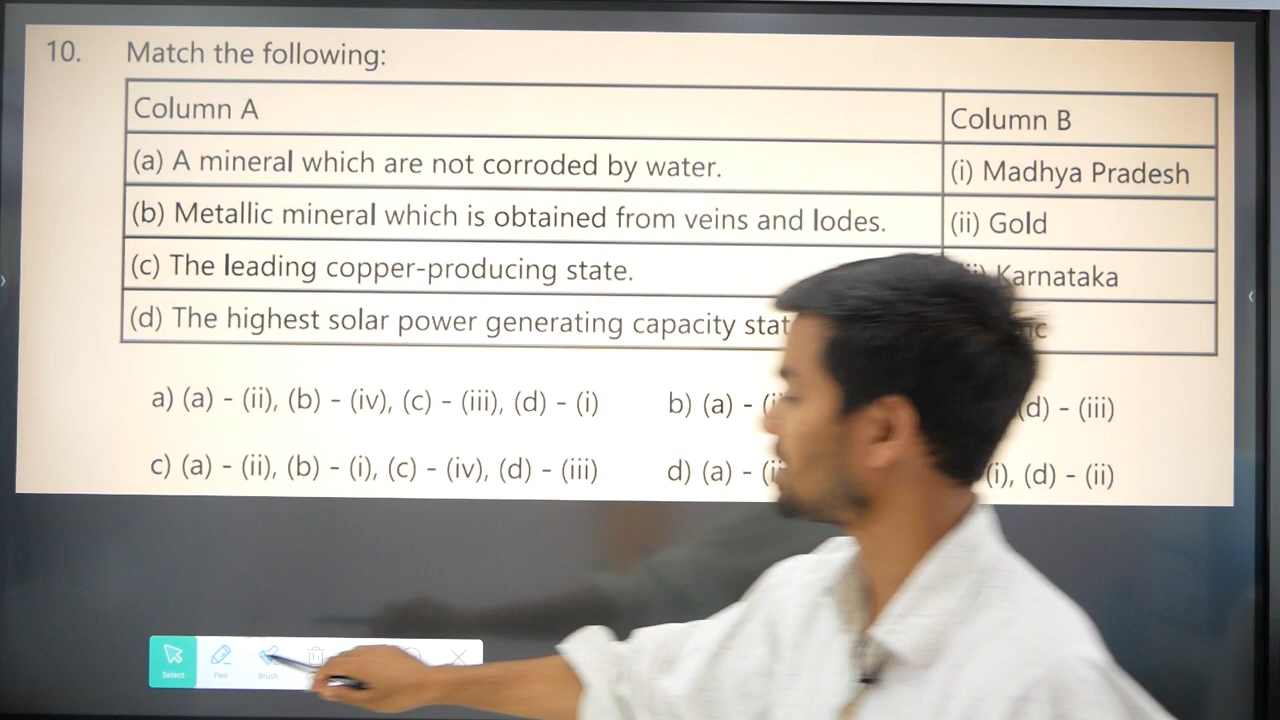 10. Match the following:
Column A Column B
(a) A mineral which are not corroded by water. (i) Madhya Pradesh
(b) Metallic mineral which is obtained from veins and lodes. (ii) Gold
(c) The leading copper-producing state. Karnataka
(d) The highest solar power generating capacity
a) (a) - (ii), (b) - (iv), (c) - (iii), (d) - (i) b) (a) - (d) - (iii)
c) (a) - (ii), (b) - (i), (c) - (iv), (d) - (iii) d) (a) - (i), (d) - (ii)
Select Pen Brush